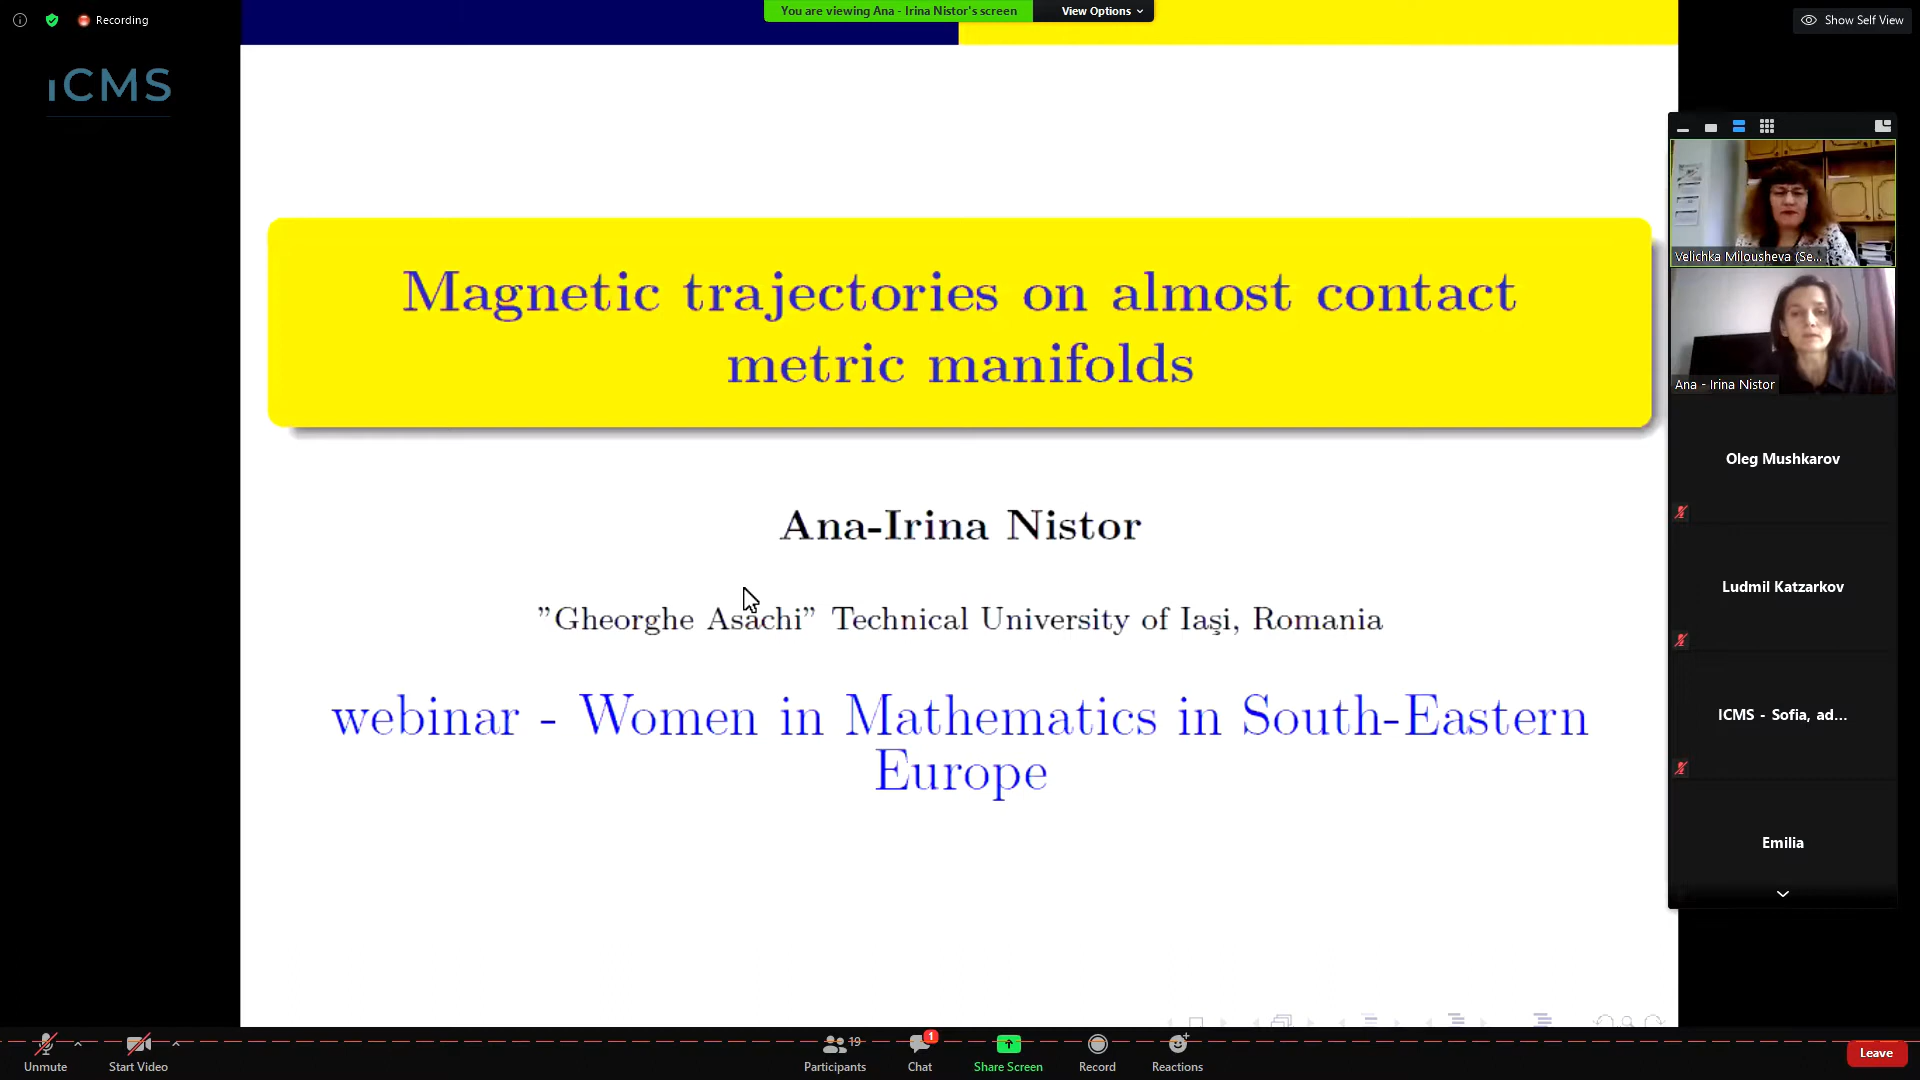 Recording
You are viewing Ana - Irina Nistor's screen
View Options
Show Self View
iCMS
Magnetic trajectories on almost contact
metric manifolds
Ana-Irina Nistor
”Gheorghe Asachi” Technical University of Iaşi, Romania
webinar - Women in Mathematics in South-Eastern
Europe
Velichka Milousheva (Se...
Ana - Irina Nistor
Oleg Mushkarov
Ludmil Katzarkov
ICMS - Sofia, ad...
Emilia
Unmute
Start Video
19
Participants
1
Chat
Share Screen
Record
Reactions
Leave